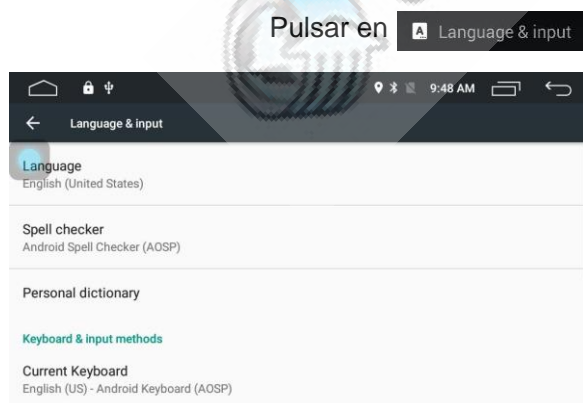 Pulsar en Language & input
9:48 AM
Language & input
Language
English (United States)
Spell checker
Android Spell Checker (AOSP)
Personal dictionary
Keyboard & input methods
Current Keyboard
English (US) - Android Keyboard (AOSP)